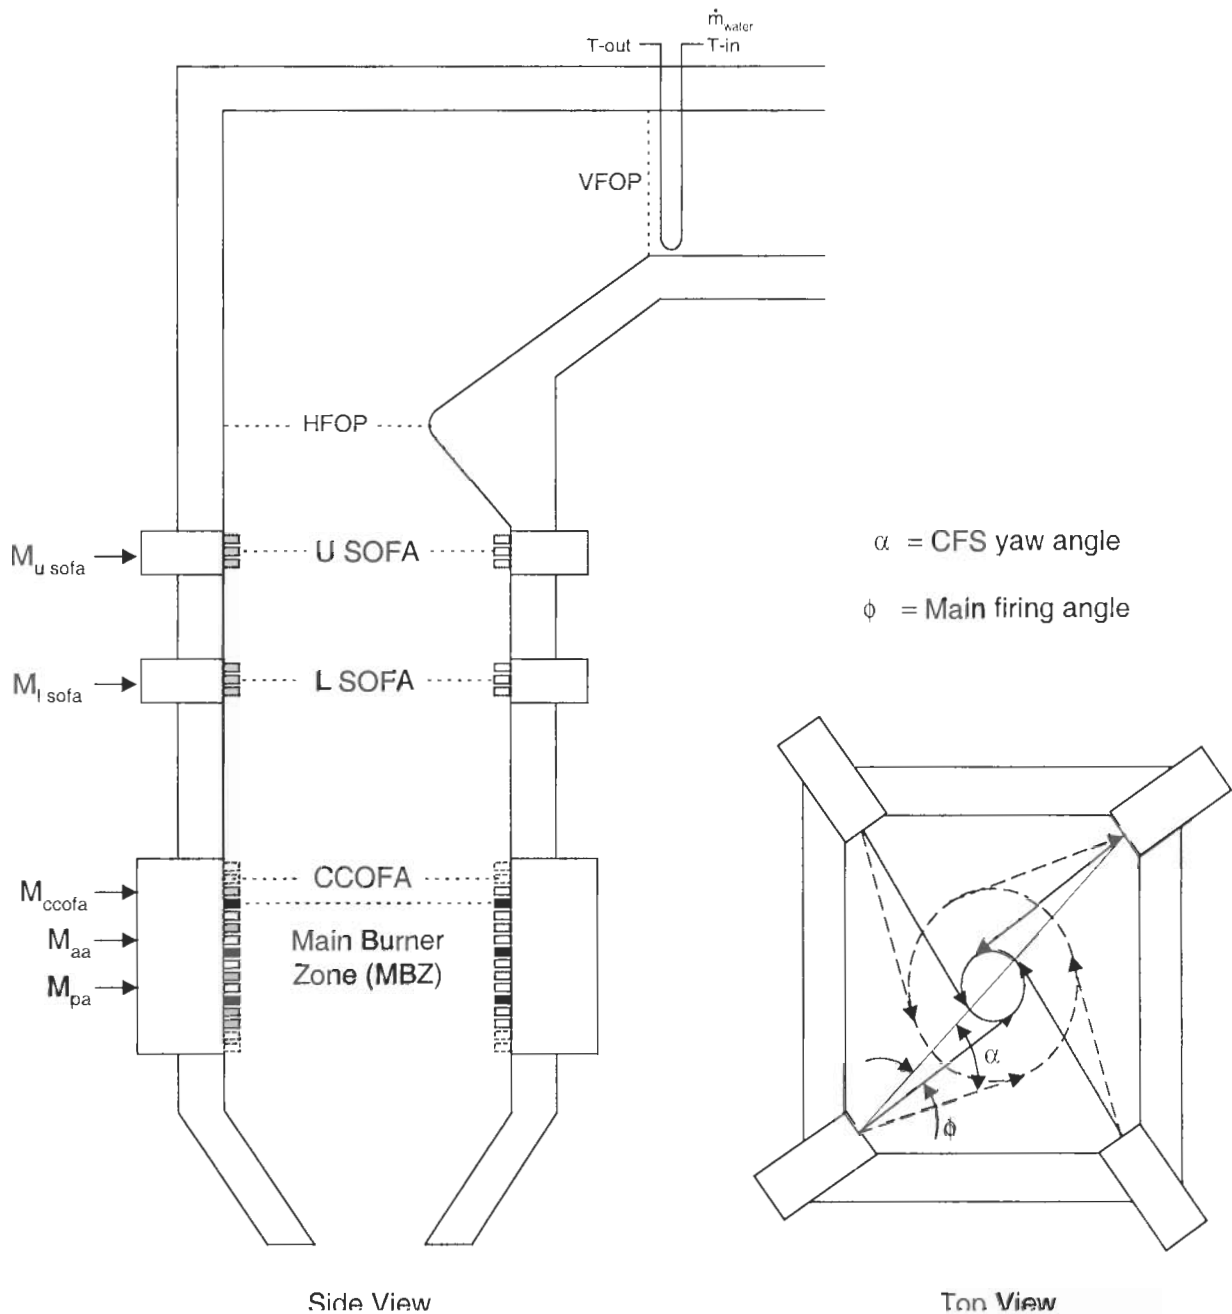 ṁwater
T-out
T-in
VFOP
HFOP
Mu sofa
U SOFA
α = CFS yaw angle
ϕ = Main firing angle
Ml sofa
L SOFA
CCOFA
Mccofa
Maa
Main Burner
Zone (MBZ)
Mpa
α
ϕ
Side View
Top View